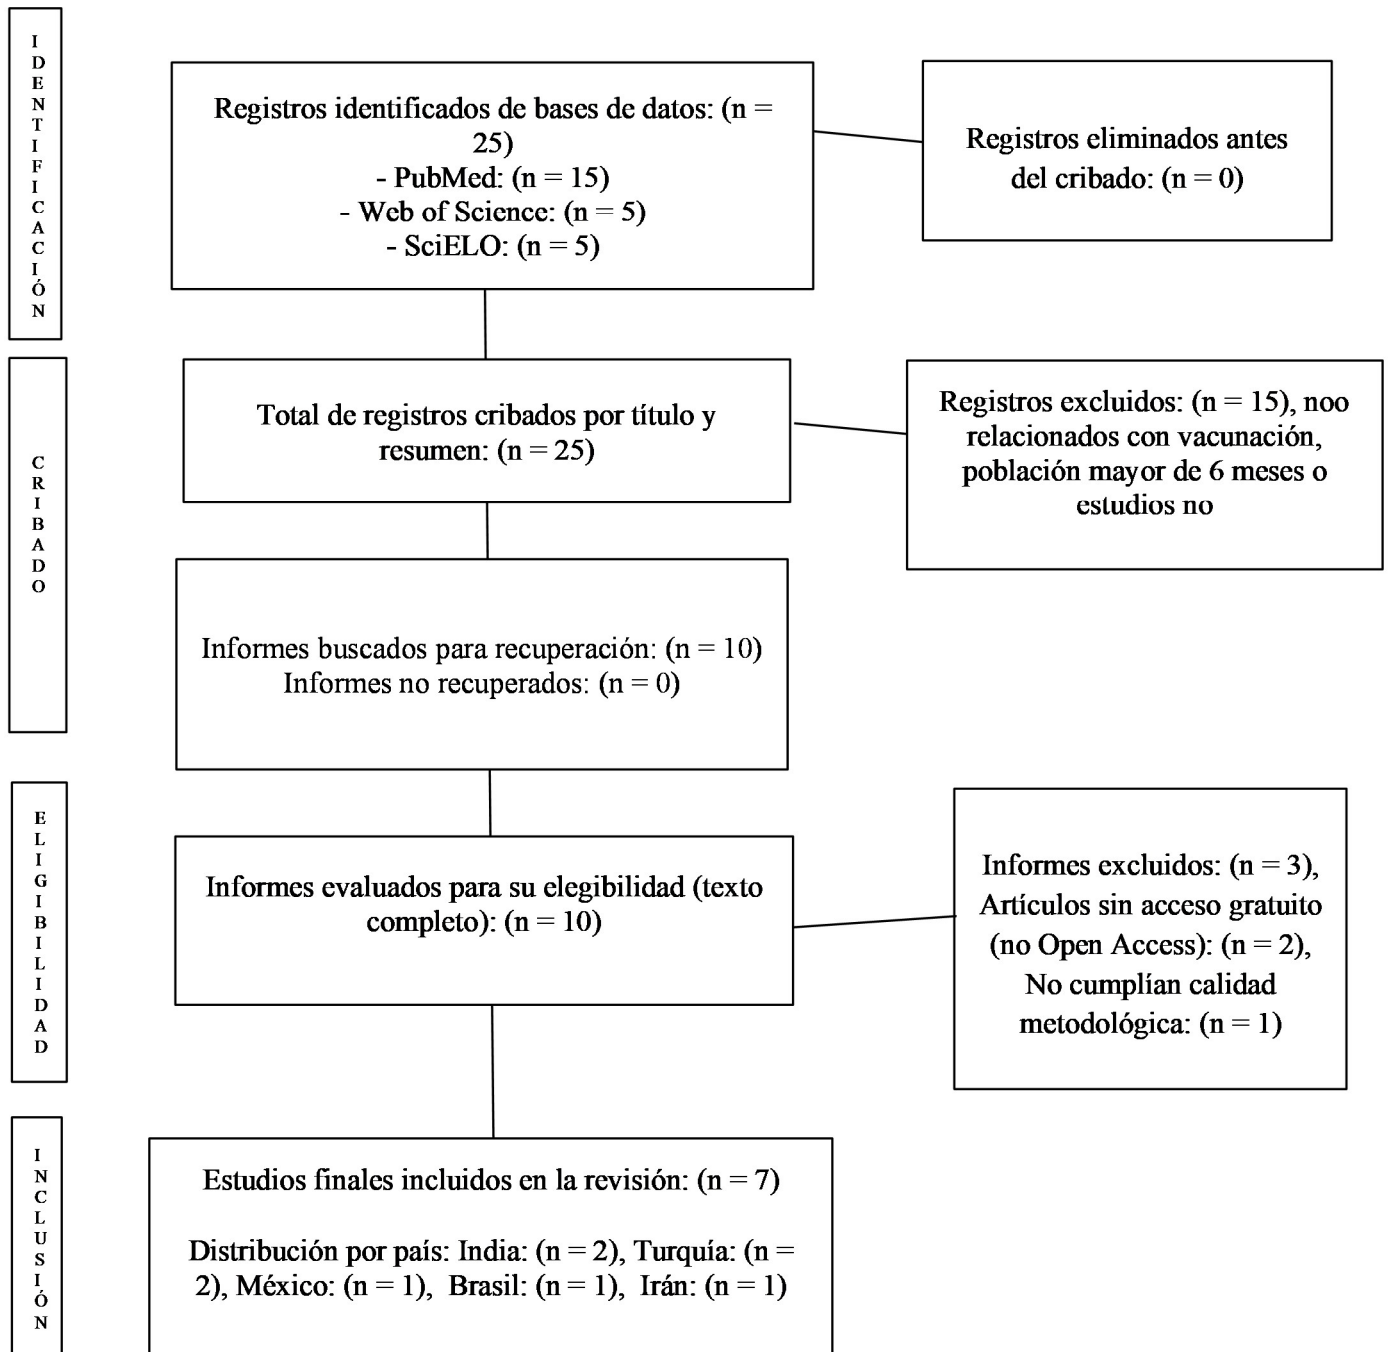 IDENTIFICACIÓN
Registros identificados de bases de datos: (n =
25)
- PubMed: (n = 15)
- Web of Science: (n = 5)
- SciELO: (n = 5)
Registros eliminados antes
del cribado: (n = 0)
CRIBADO
Total de registros cribados por título y
resumen: (n = 25)
Registros excluidos: (n = 15), noo
relacionados con vacunación,
población mayor de 6 meses o
estudios no
Informes buscados para recuperación: (n = 10)
Informes no recuperados: (n = 0)
ELIGIBILIDAD
Informes evaluados para su elegibilidad (texto
completo): (n = 10)
Informes excluidos: (n = 3),
Artículos sin acceso gratuito
(no Open Access): (n = 2),
No cumplían calidad
metodológica: (n = 1)
INCLUSIÓN
Estudios finales incluidos en la revisión: (n = 7)
Distribución por país: India: (n = 2), Turquía: (n =
2), México: (n = 1), Brasil: (n = 1), Irán: (n = 1)